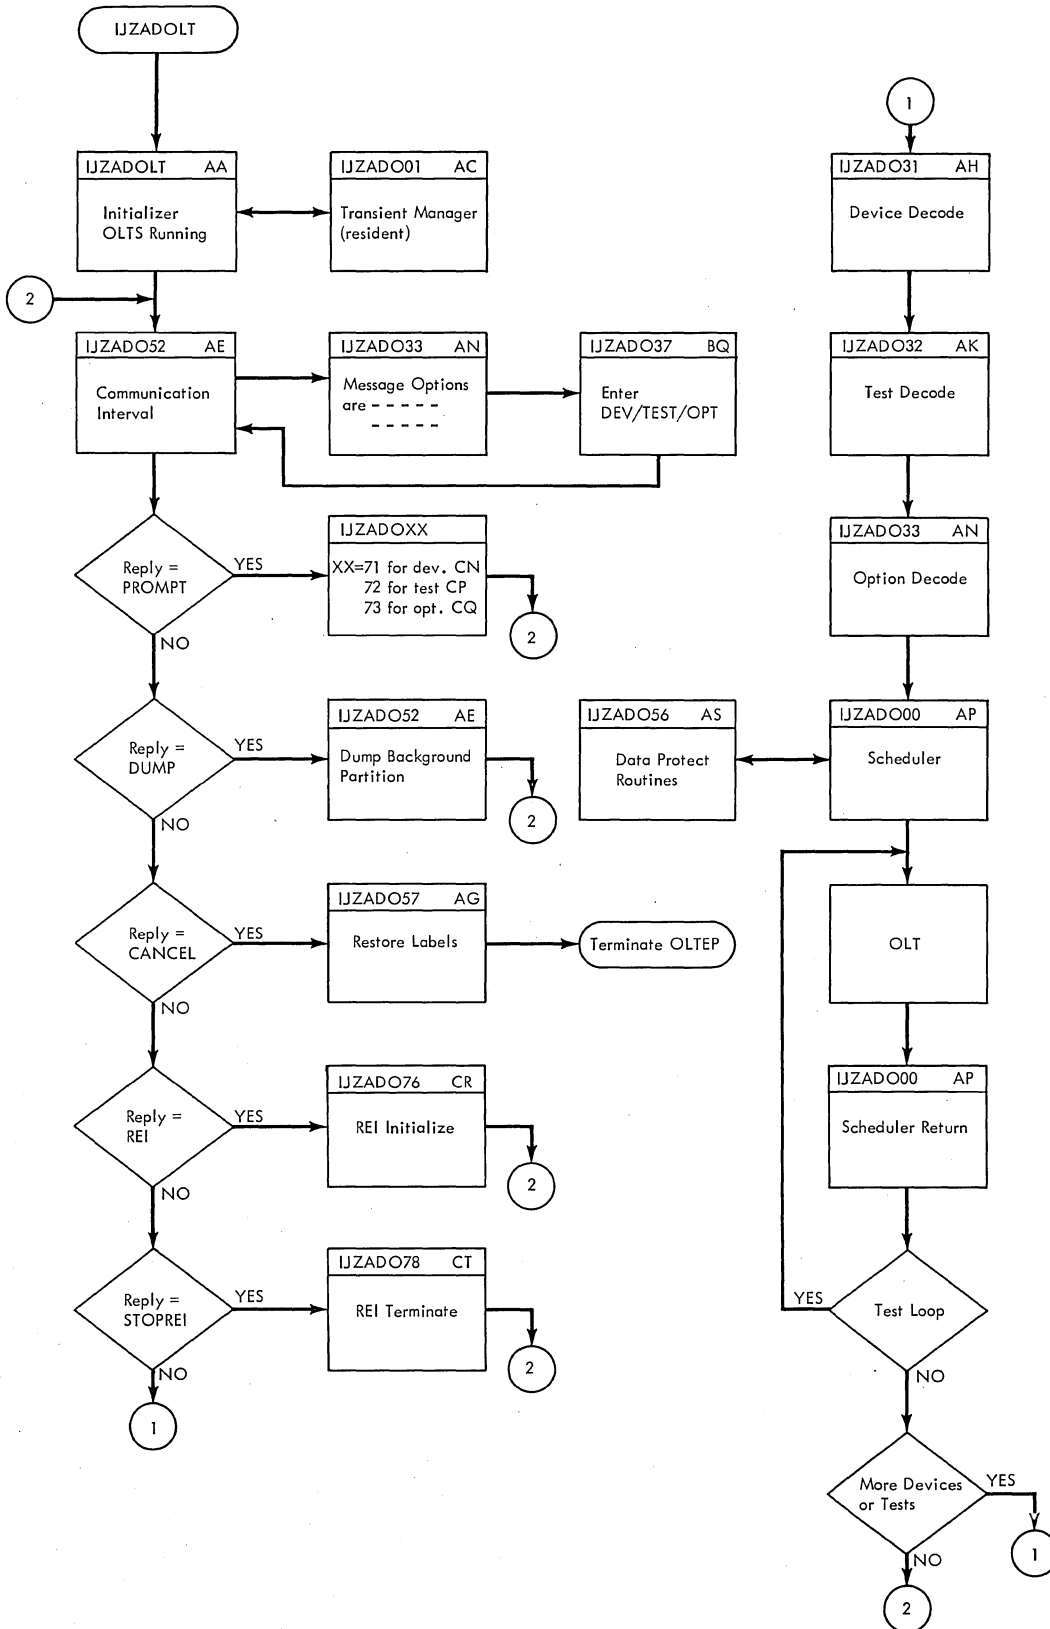 IJZADOLT
IJZADOLT AA
Initializer
OLTS Running
IJZADO01 AC
Transient Manager
(resident)
2
IJZADO52 AE
Communication
Interval
IJZADO33 AN
Message Options
are - - - - -
- - - - -
IJZADO37 BQ
Enter
DEV/TEST/OPT
Reply =
PROMPT
YES
NO
IJZADOXX
XX=71 for dev. CN
72 for test CP
73 for opt. CQ
2
Reply =
DUMP
YES
NO
IJZADO52 AE
Dump Background
Partition
2
Reply =
CANCEL
YES
NO
IJZADO57 AG
Restore Labels
Terminate OLTEP
Reply =
REI
YES
NO
IJZADO76 CR
REI Initialize
2
Reply =
STOPREI
YES
NO
IJZADO78 CT
REI Terminate
2
1
1
IJZADO31 AH
Device Decode
IJZADO32 AK
Test Decode
IJZADO33 AN
Option Decode
IJZADO56 AS
Data Protect
Routines
IJZADO00 AP
Scheduler
OLT
IJZADO00 AP
Scheduler Return
YES
Test Loop
NO
More Devices
or Tests
YES
1
NO
2